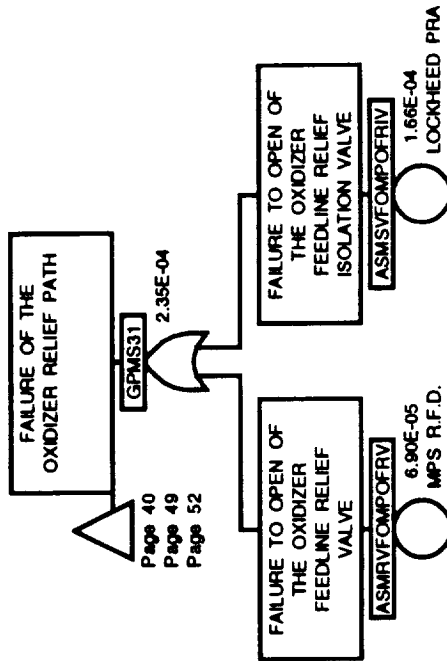 FAILURE OF THE
OXIDIZER RELIEF PATH
GPMS31
2.35E-04
Page 40
Page 49
Page 52
FAILURE TO OPEN OF
THE OXIDIZER
FEEDLINE RELIEF
VALVE
ASMRVFOMPOFRV
6.90E-05
MPS R.F.D.
FAILURE TO OPEN OF
THE OXIDIZER
FEEDLINE RELIEF
ISOLATION VALVE
ASMSVFOMPOFRIV
1.66E-04
LOCKHEED PRA